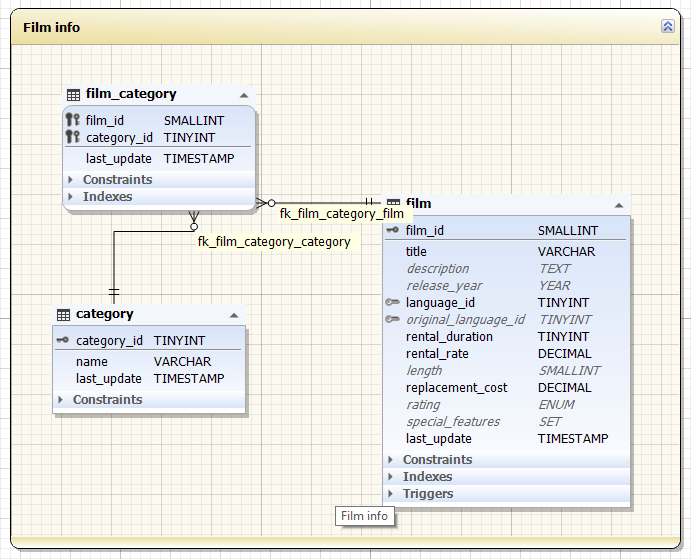 Film info
film_category
film_id SMALLINT
category_id TINYINT
last_update TIMESTAMP
Constraints
Indexes
fk_film_category_film
fk_film_category_category
film
film_id SMALLINT
title VARCHAR
description TEXT
release_year YEAR
language_id TINYINT
original_language_id TINYINT
rental_duration TINYINT
rental_rate DECIMAL
length SMALLINT
replacement_cost DECIMAL
rating ENUM
special_features SET
last_update TIMESTAMP
Constraints
Indexes
Triggers
category
category_id TINYINT
name VARCHAR
last_update TIMESTAMP
Constraints
Film info